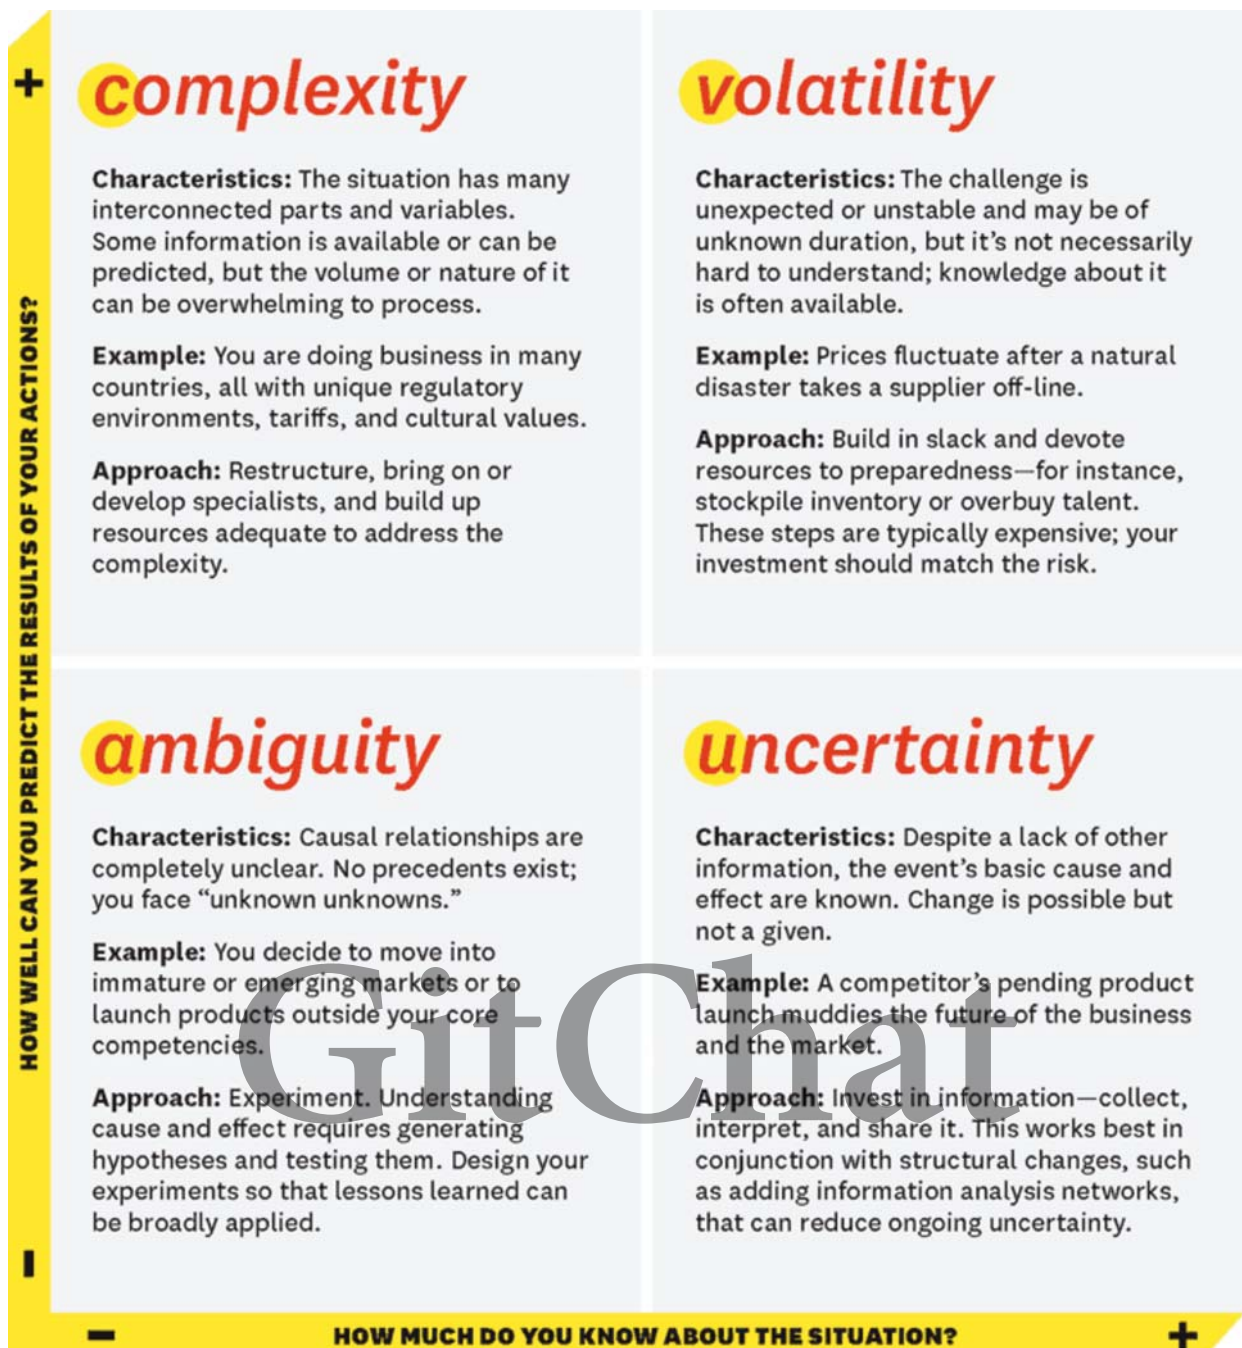 +
complexity
Characteristics: The situation has many
interconnected parts and variables.
Some information is available or can be
predicted, but the volume or nature of it
can be overwhelming to process.
Example: You are doing business in many
countries, all with unique regulatory
environments, tariffs, and cultural values.
Approach: Restructure, bring on or
develop specialists, and build up
resources adequate to address the
complexity.
volatility
Characteristics: The challenge is
unexpected or unstable and may be of
unknown duration, but it’s not necessarily
hard to understand; knowledge about it
is often available.
Example: Prices fluctuate after a natural
disaster takes a supplier off-line.
Approach: Build in slack and devote
resources to preparedness—for instance,
stockpile inventory or overbuy talent.
These steps are typically expensive; your
investment should match the risk.
HOW WELL CAN YOU PREDICT THE RESULTS OF YOUR ACTIONS?
ambiguity
Characteristics: Causal relationships are
completely unclear. No precedents exist;
you face “unknown unknowns.”
Example: You decide to move into
immature or emerging markets or to
launch products outside your core
competencies.
Approach: Experiment. Understanding
cause and effect requires generating
hypotheses and testing them. Design your
experiments so that lessons learned can
be broadly applied.
uncertainty
Characteristics: Despite a lack of other
information, the event’s basic cause and
effect are known. Change is possible but
not a given.
Example: A competitor’s pending product
launch muddies the future of the business
and the market.
Approach: Invest in information—collect,
interpret, and share it. This works best in
conjunction with structural changes, such
as adding information analysis networks,
that can reduce ongoing uncertainty.
GitChat
–
– HOW MUCH DO YOU KNOW ABOUT THE SITUATION? +